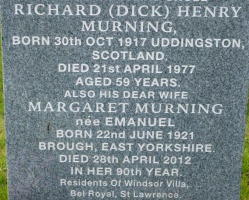 RICHARD (DICK) HENRY
MURNING,
BORN 30th OCT 1917 UDDINGSTON,
SCOTLAND.
DIED 21st APRIL 1977
AGED 59 YEARS.
ALSO HIS DEAR WIFE
MARGARET MURNING
née EMANUEL
BORN 22nd JUNE 1921
BROUGH, EAST YORKSHIRE.
DIED 28th APRIL 2012
IN HER 90th YEAR.
Residents Of Windsor Villa,
Bel Royal, St Lawrence.